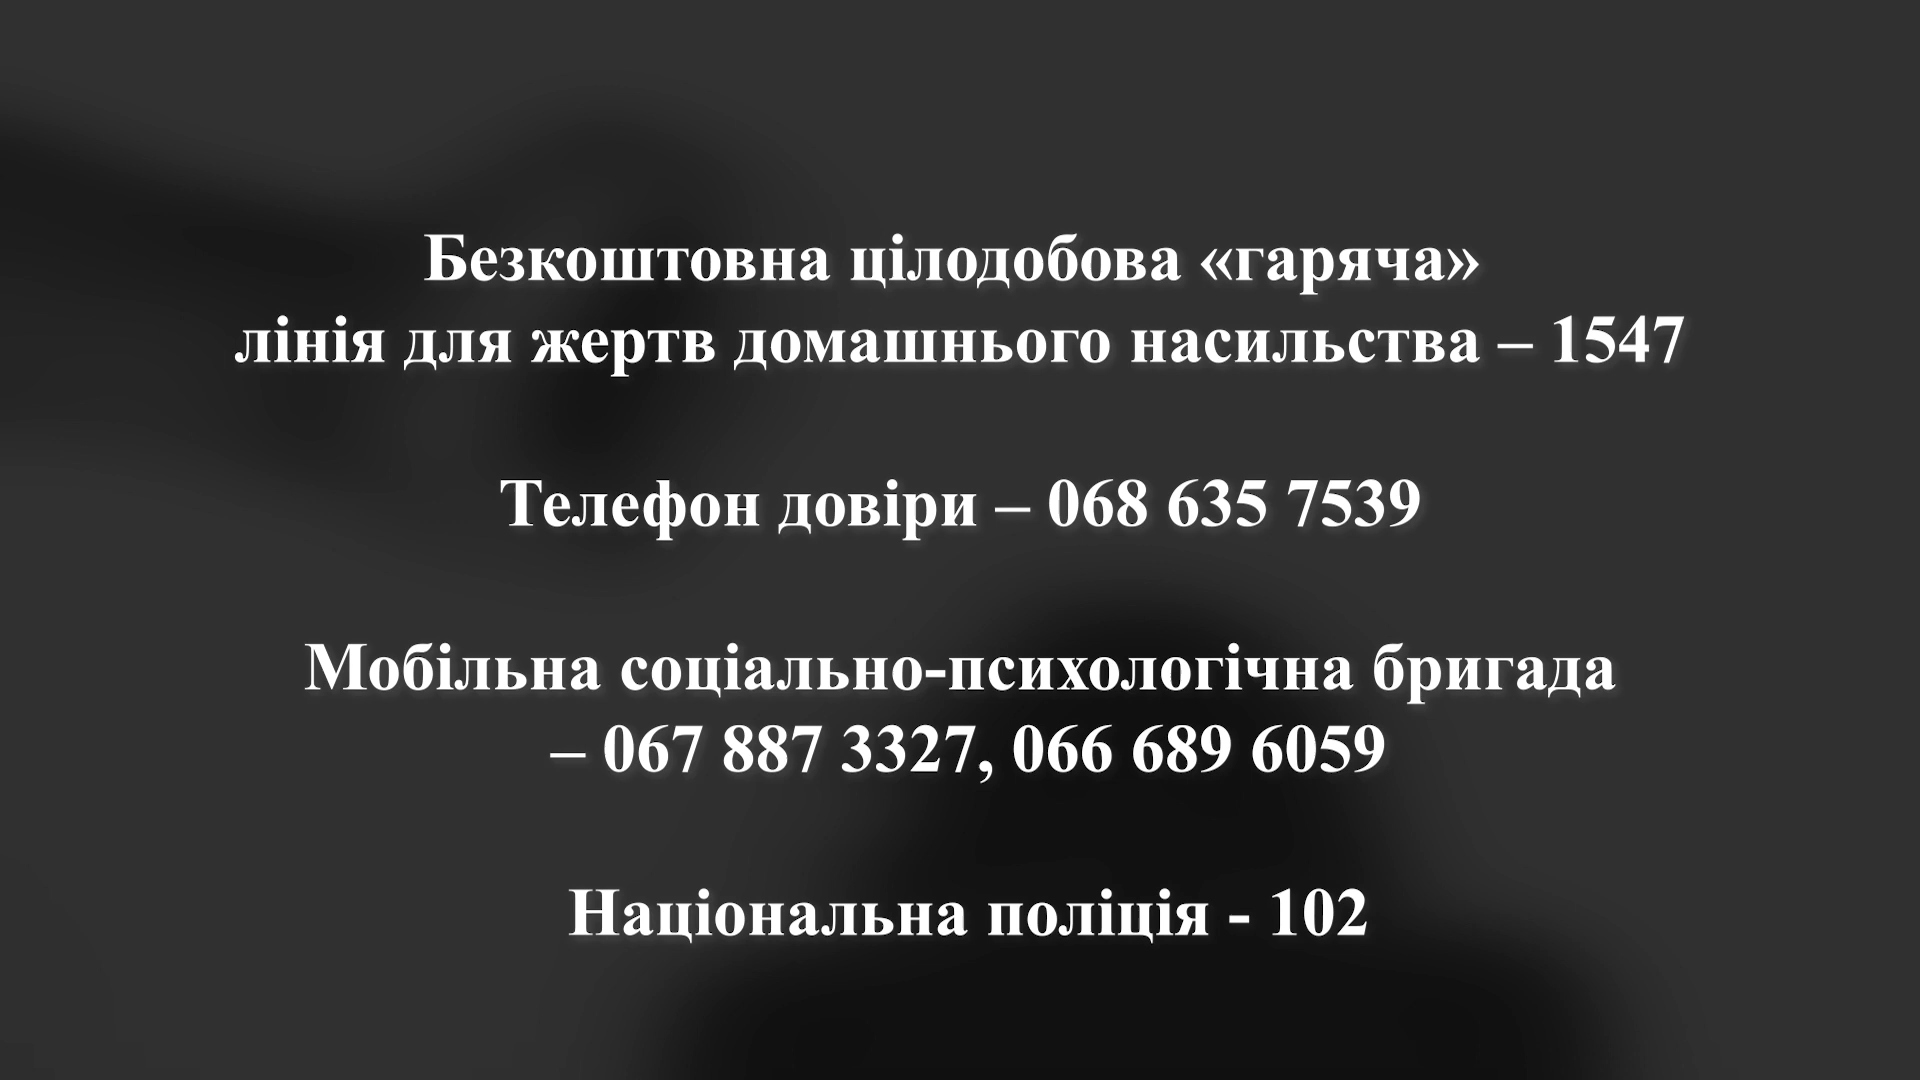 Безкоштовна цілодобова «гаряча»
лінія для жертв домашнього насильства – 1547
Телефон довіри – 068 635 7539
Мобільна соціально-психологічна бригада
– 067 887 3327, 066 689 6059
Національна поліція - 102